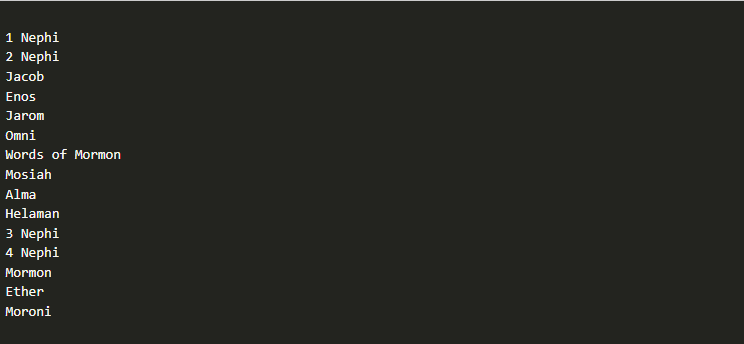 1 Nephi
2 Nephi
Jacob
Enos
Jarom
Omni
Words of Mormon
Mosiah
Alma
Helaman
3 Nephi
4 Nephi
Mormon
Ether
Moroni